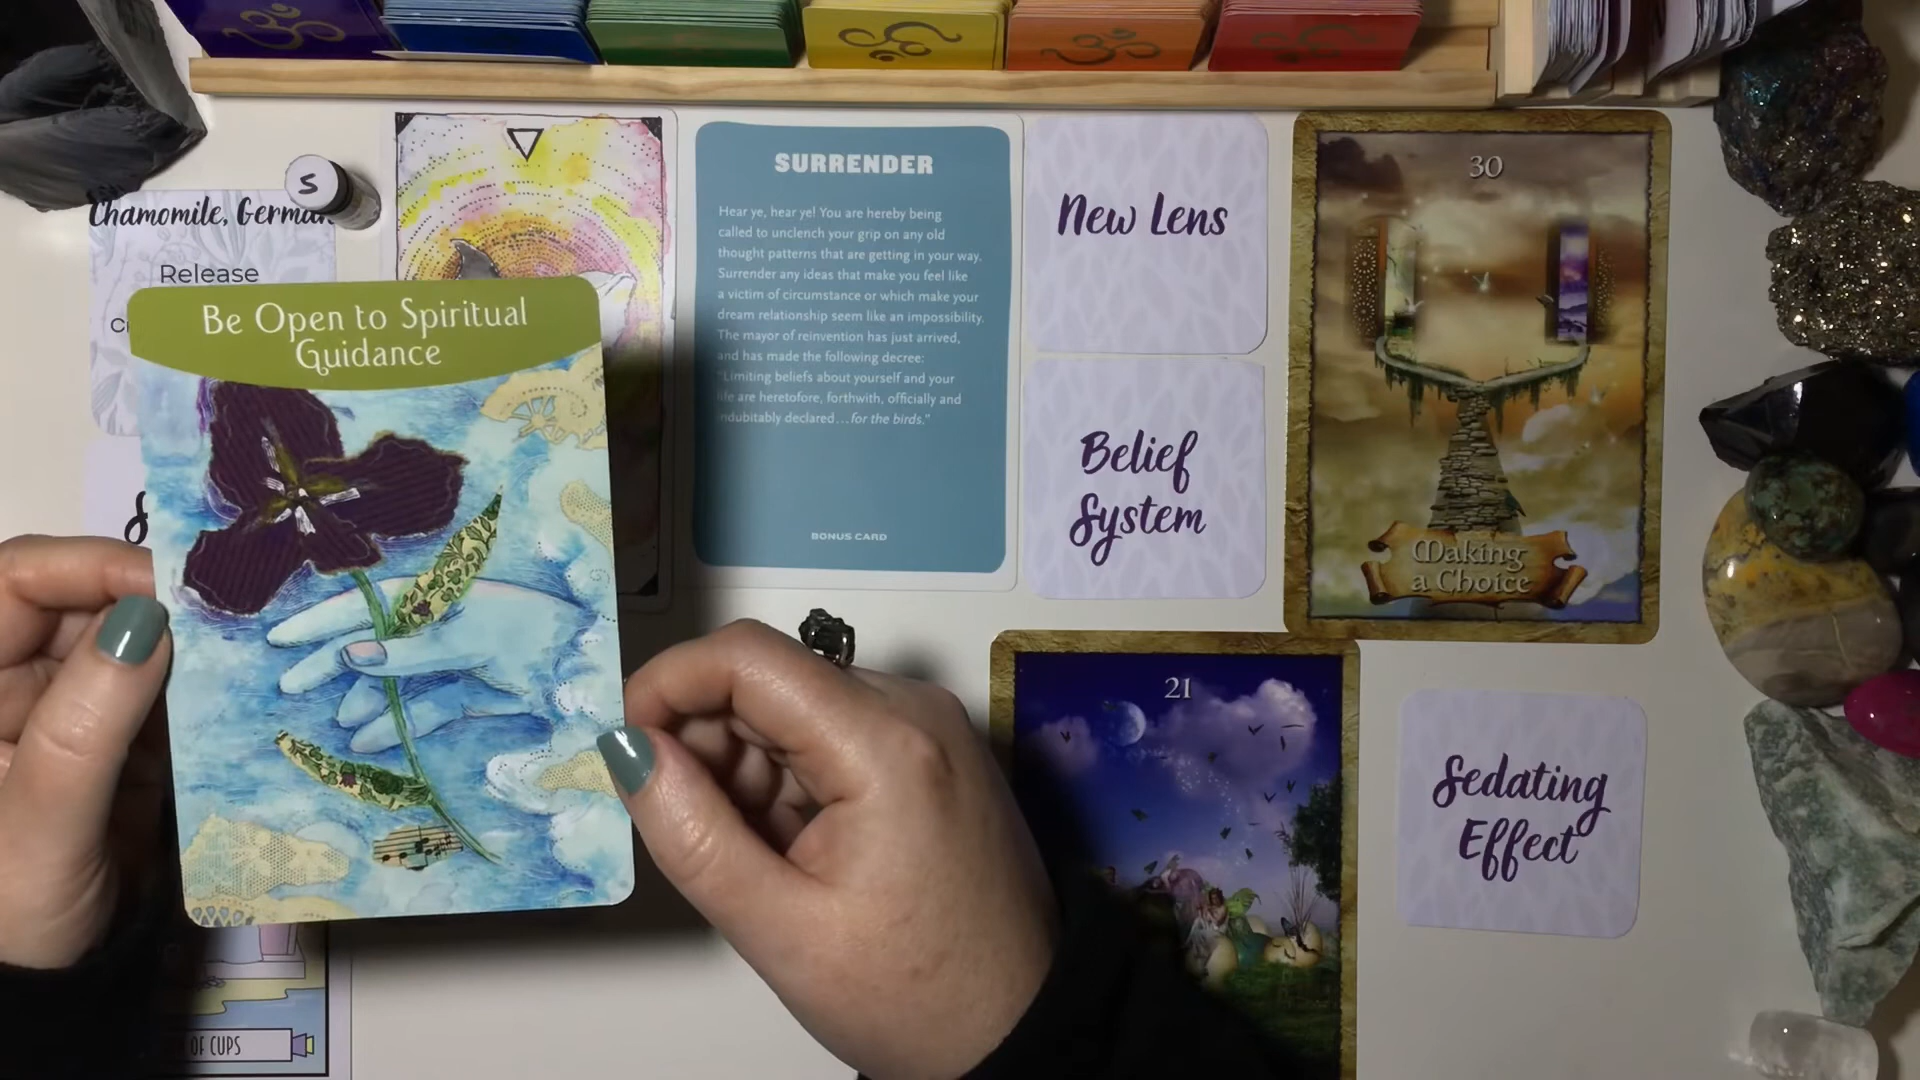 S
Chamomile, German
Release
Be Open to Spiritual
Guidance
OF CUPS
SURRENDER
Hear ye, hear ye! You are hereby being
called to unclench your grip on any old
thought patterns that are getting in your way.
Surrender any ideas that make you feel like
a victim of circumstance or which make your
dream relationship seem like an impossibility.
The mayor of reinvention has just arrived,
and has made the following decree:
"Limiting beliefs about yourself and your
life are heretofore, forthwith, officially and
indubitably declared...for the birds."
BONUS CARD
New Lens
Belief
System
30
Making
a Choice
21
Sedating
Effect